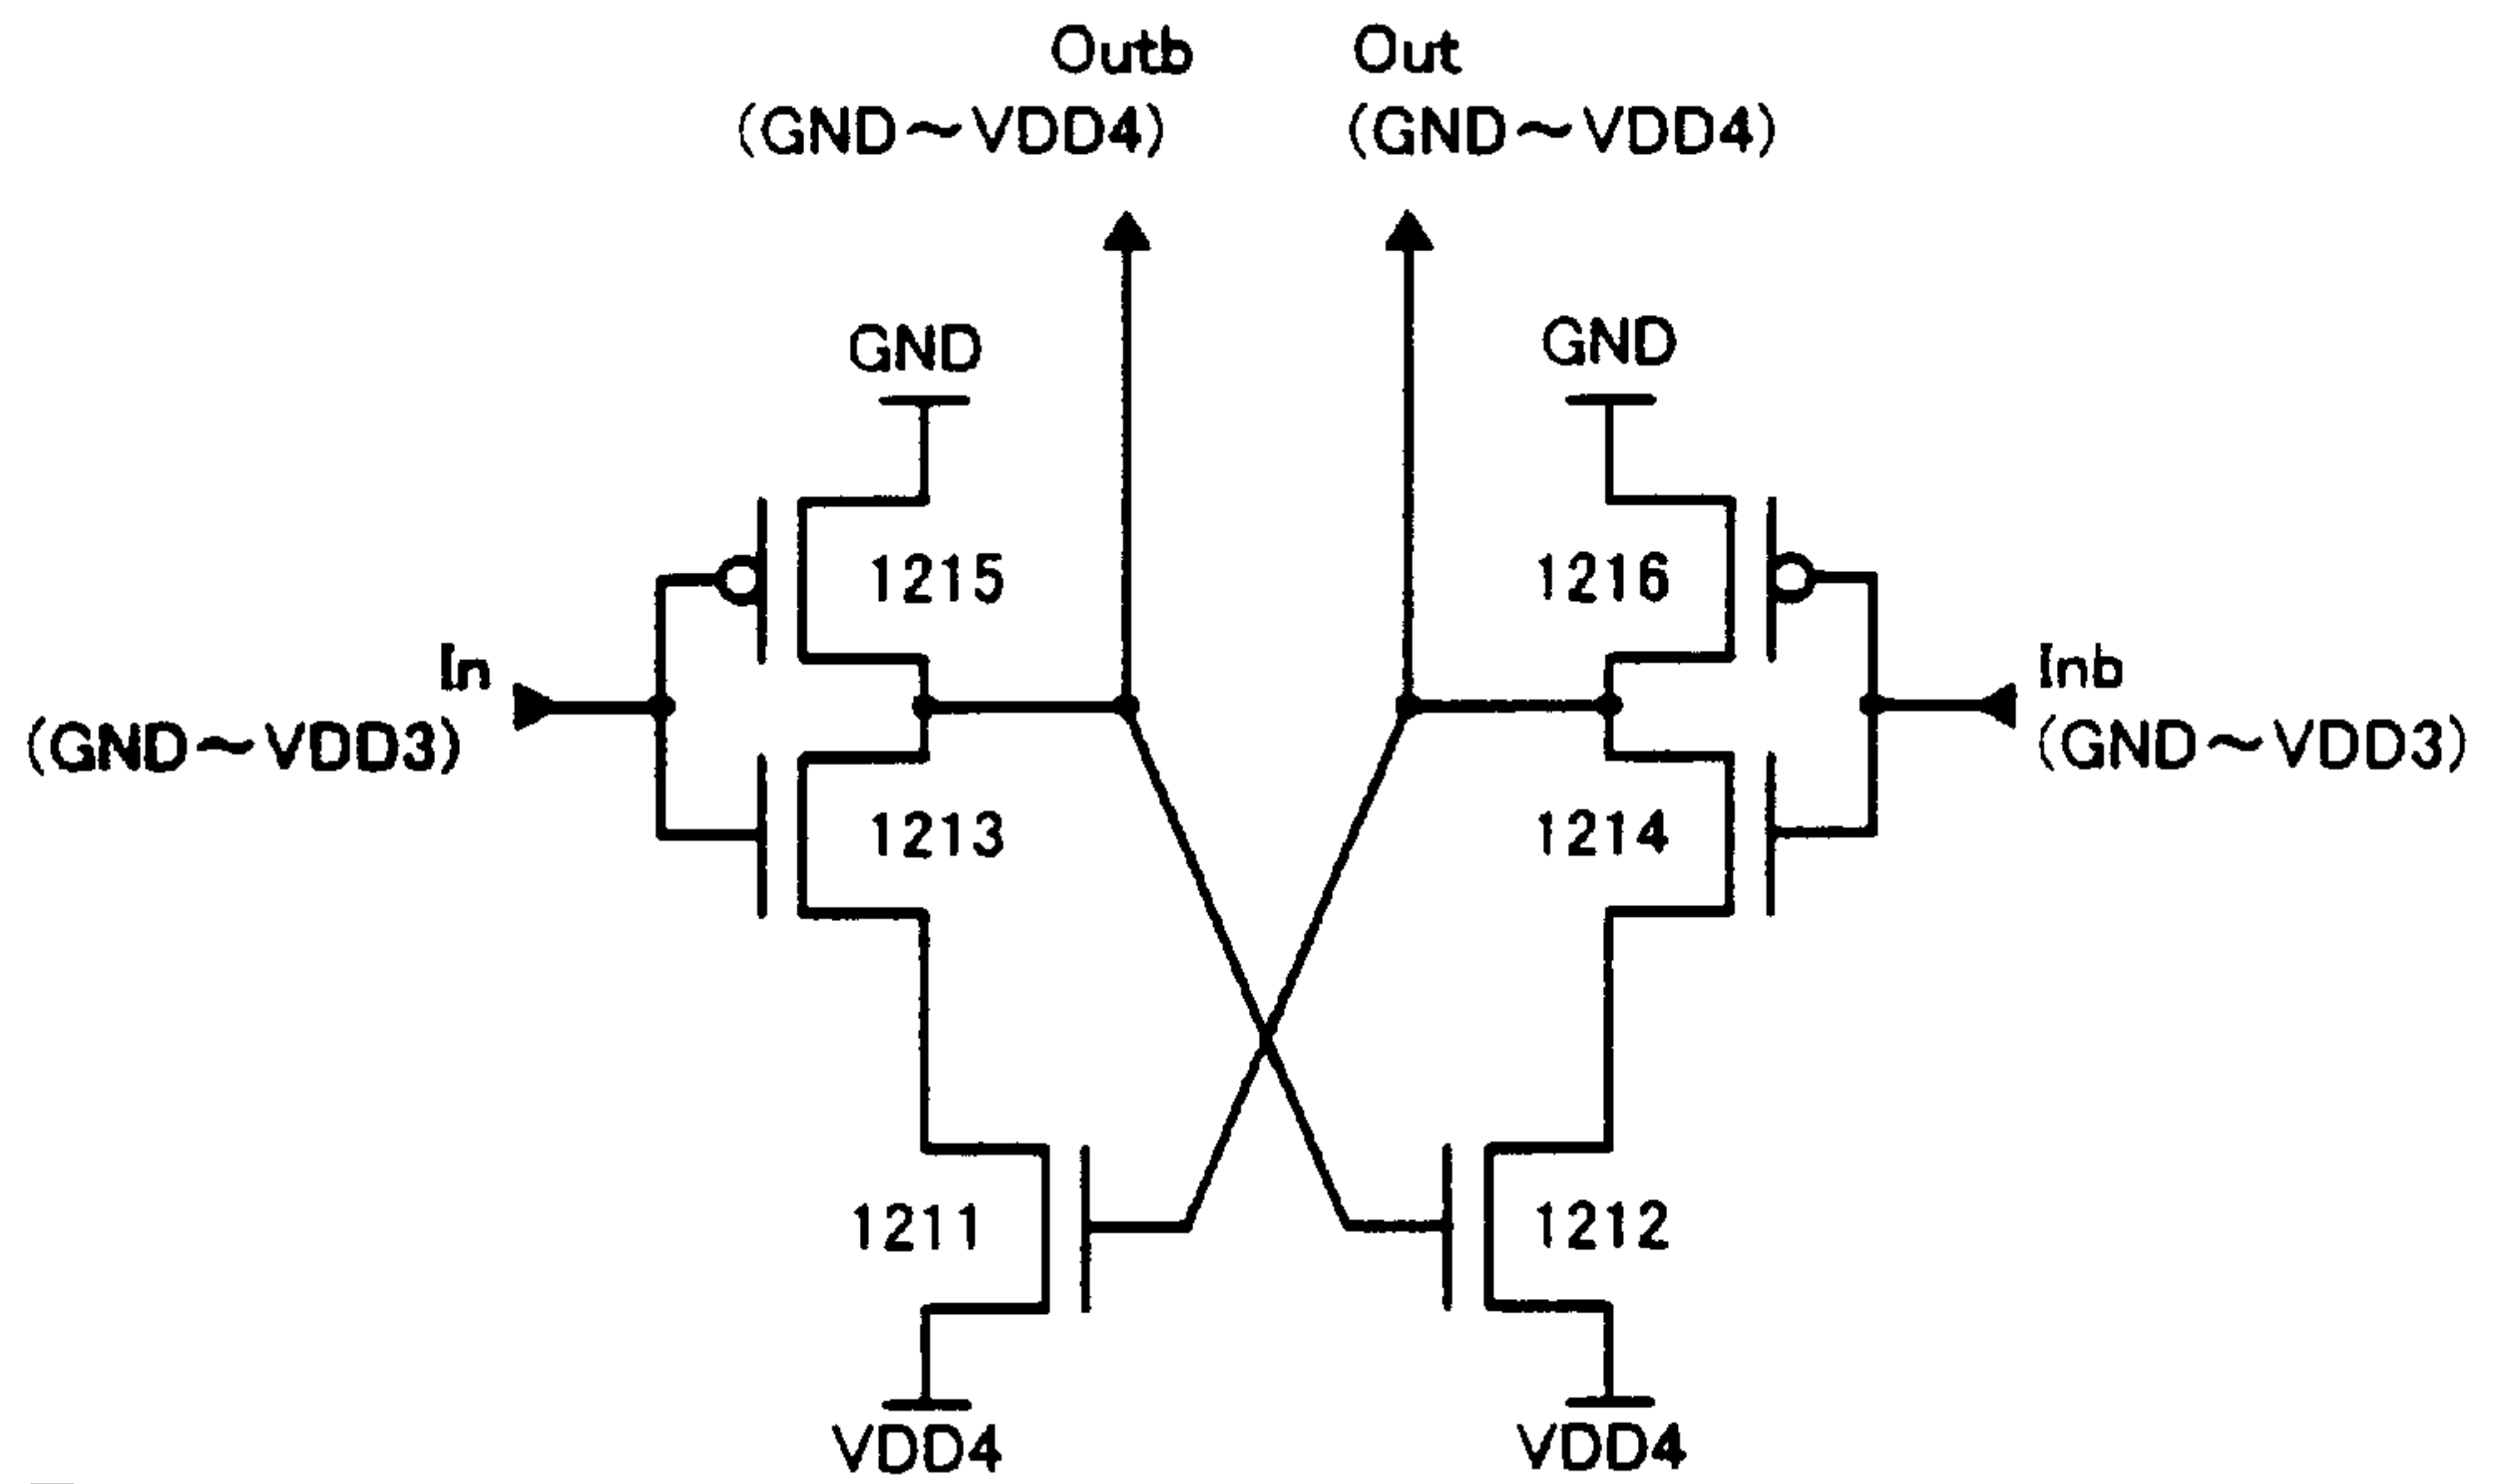 Outb Out
(GND～VDD4) (GND～VDD4)
GND GND
1215 1216
In Inb
(GND～VDD3) (GND～VDD3)
1213 1214
1211 1212
VDD4 VDD4